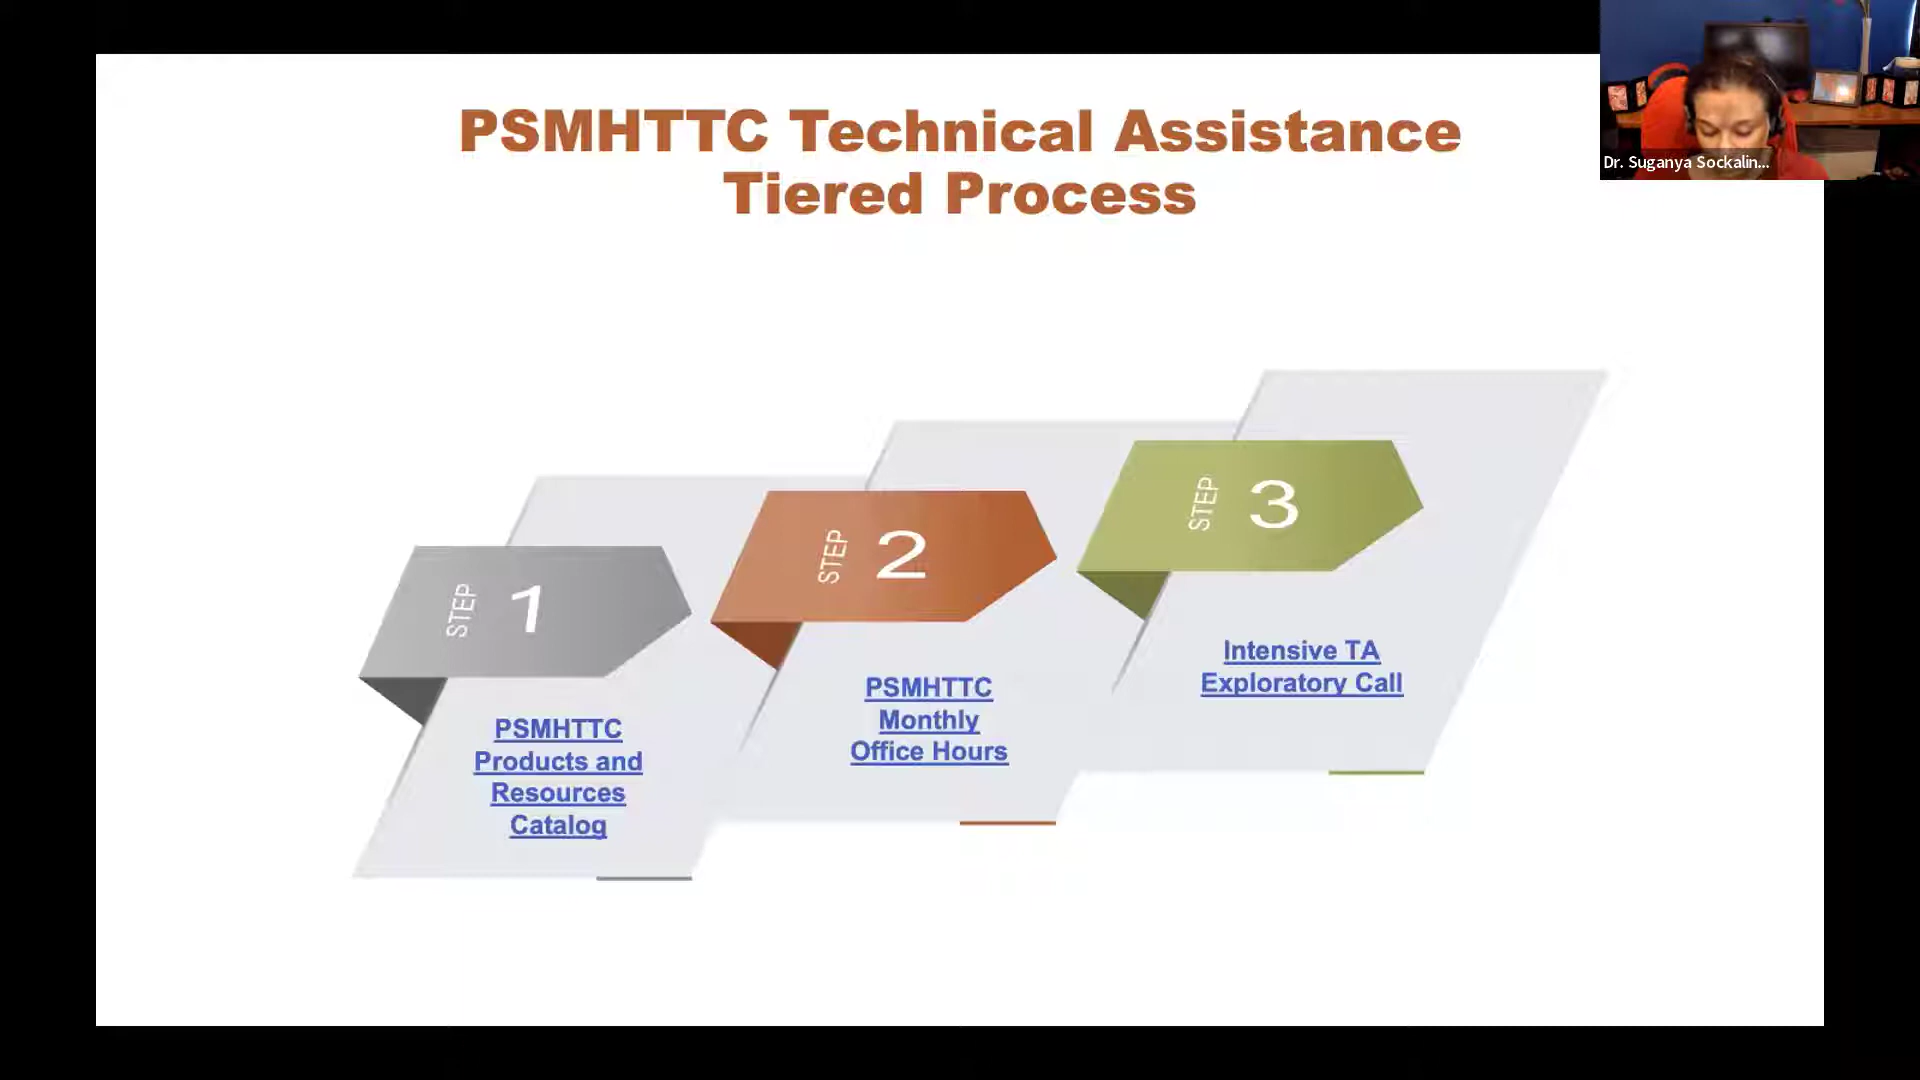 PSMHTTC Technical Assistance
Tiered Process
Dr. Suganya Sockalin...
STEP 1
PSMHTTC
Products and
Resources
Catalog
STEP 2
PSMHTTC
Monthly
Office Hours
STEP 3
Intensive TA
Exploratory Call